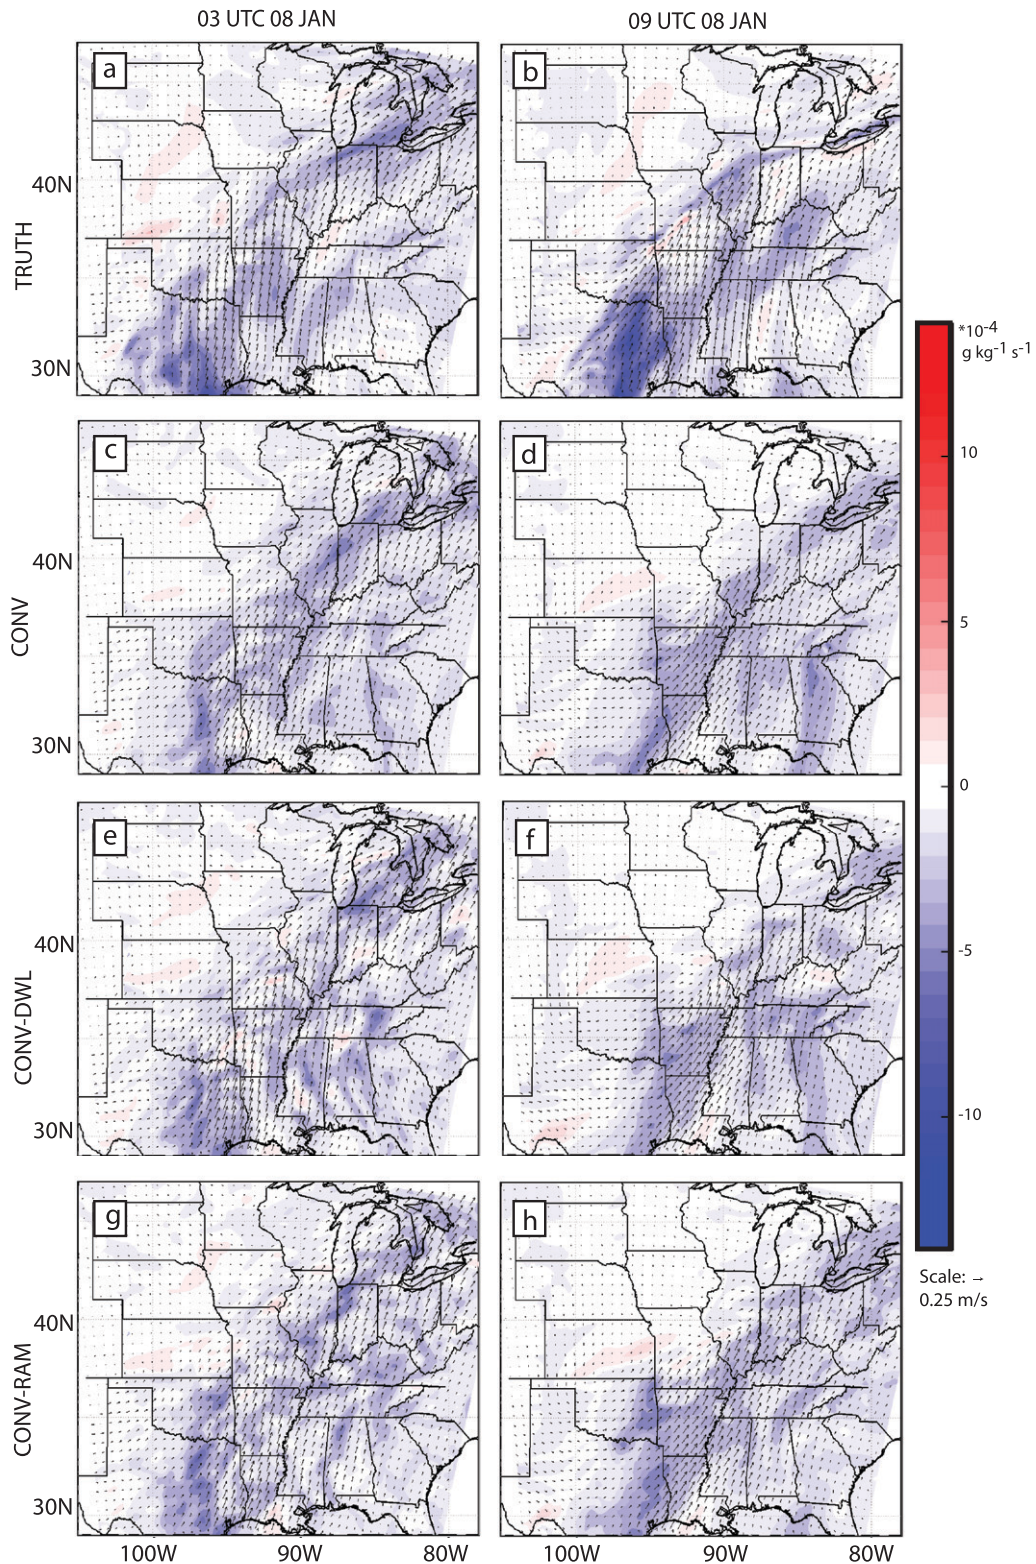 03 UTC 08 JAN
09 UTC 08 JAN
a
b
40N
TRUTH
30N
*10-4
g kg-1 s-1
10
5
0
-5
-10
Scale: →
0.25 m/s
c
d
40N
CONV
30N
e
f
40N
CONV-DWL
30N
g
h
40N
CONV-RAM
30N
100W
90W
80W
100W
90W
80W